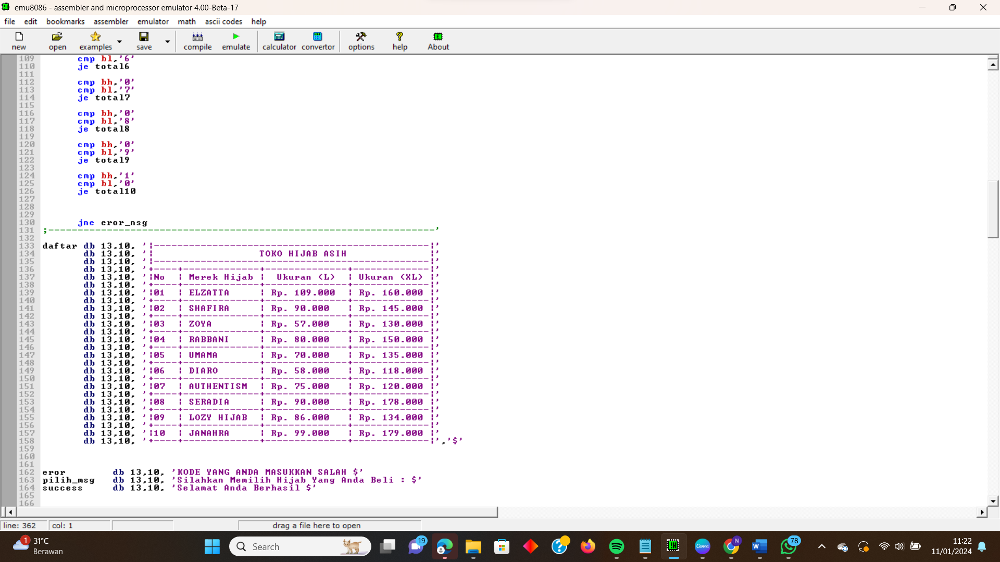 emu8086 - assembler and microprocessor emulator 4.00-Beta-17
file edit bookmarks assembler emulator math ascii codes help
new open examples save compile emulate calculator convertor options help About
109 cmp bl,'6'
110 je total6
111
112 cmp bh,'0'
113 cmp bl,'7'
114 je total7
115
116 cmp bh,'0'
117 cmp bl,'8'
118 je total8
119
120 cmp bh,'0'
121 cmp bl,'9'
122 je total9
123
124 cmp bh,'1'
125 cmp bl,'0'
126 je total10
127
128
129
130 jne eror_nsg
131 ;------------------------------------------------------------------'
132
133 daftar db 13,10, '|-----------------------------------------------|'
134 db 13,10, '| TOKO HIJAB ASIH |'
135 db 13,10, '|-----------------------------------------------|'
136 db 13,10, '+----+-------------+--------------+-------------|'
137 db 13,10, '|No | Merek Hijab | Ukuran (L) | Ukuran (XL) |'
138 db 13,10, '+----+-------------+--------------+-------------|'
139 db 13,10, '|01 | ELZATTA | Rp. 109.000 | Rp. 160.000 |'
140 db 13,10, '+----+-------------+--------------+-------------|'
141 db 13,10, '|02 | SHAFIRA | Rp. 90.000 | Rp. 145.000 |'
142 db 13,10, '+----+-------------+--------------+-------------|'
143 db 13,10, '|03 | ZOYA | Rp. 57.000 | Rp. 130.000 |'
144 db 13,10, '+----+-------------+--------------+-------------|'
145 db 13,10, '|04 | RABBANI | Rp. 80.000 | Rp. 150.000 |'
146 db 13,10, '+----+-------------+--------------+-------------|'
147 db 13,10, '|05 | UMAMA | Rp. 70.000 | Rp. 135.000 |'
148 db 13,10, '+----+-------------+--------------+-------------|'
149 db 13,10, '|06 | DIARO | Rp. 58.000 | Rp. 118.000 |'
150 db 13,10, '+----+-------------+--------------+-------------|'
151 db 13,10, '|07 | AUTHENTISM | Rp. 75.000 | Rp. 120.000 |'
152 db 13,10, '+----+-------------+--------------+-------------|'
153 db 13,10, '|08 | SERADIA | Rp. 90.000 | Rp. 178.000 |'
154 db 13,10, '+----+-------------+--------------+-------------|'
155 db 13,10, '|09 | LOZY HIJAB | Rp. 86.000 | Rp. 134.000 |'
156 db 13,10, '+----+-------------+--------------+-------------|'
157 db 13,10, '|10 | JANAHRA | Rp. 99.000 | Rp. 179.000 |'
158 db 13,10, '+----+-------------+--------------+-------------|','$'
159
160
161
162 eror db 13,10, 'KODE YANG ANDA MASUKKAN SALAH $'
163 pilih_msg db 13,10, 'Silahkan Memilih Hijab Yang Anda Beli : $'
164 success db 13,10, 'Selamat Anda Berhasil $'
165
166
line: 362 col: 1 drag a file here to open
1 31°C
Berawan
Search
19
Canva
N
78
11:22
11/01/2024